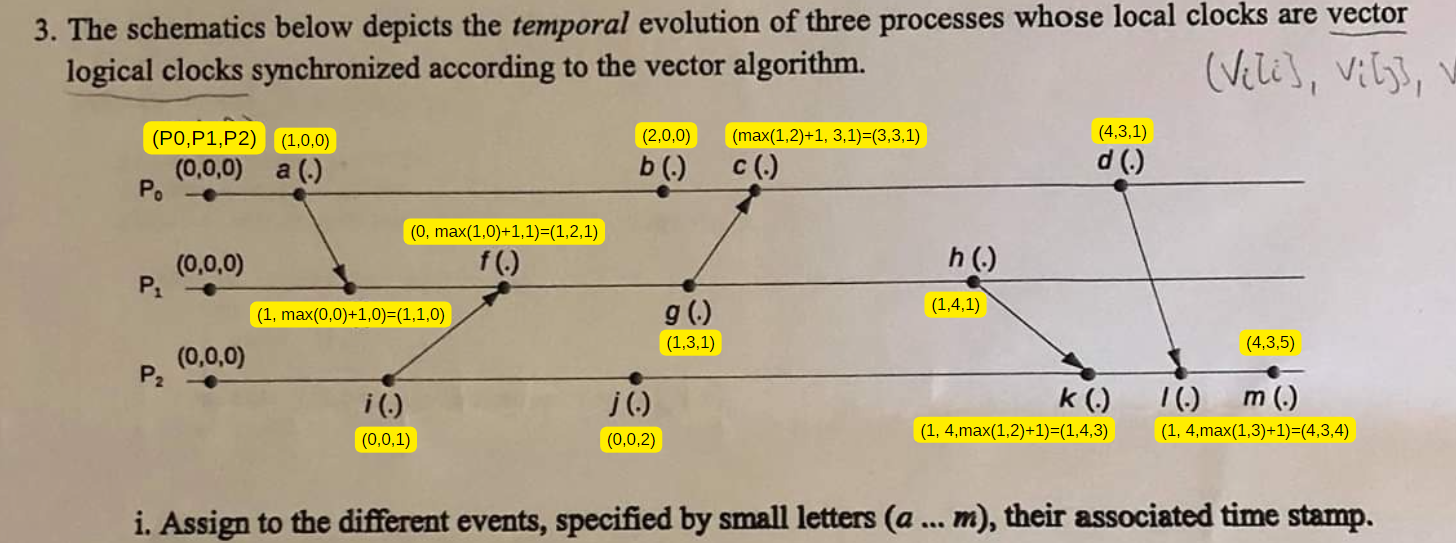 3. The schematics below depicts the temporal evolution of three processes whose local clocks are vector
logical clocks synchronized according to the vector algorithm.
(Vi[i], Vi[j], V
(P0,P1,P2) (1,0,0) (2,0,0) (max(1,2)+1, 3,1)=(3,3,1) (4,3,1)
(0,0,0) a (.) b (.) c (.) d (.)
P₀
(0, max(1,0)+1,1)=(1,2,1)
(0,0,0) f (.) h (.)
P₁
(1, max(0,0)+1,0)=(1,1,0) g (.) (1,4,1)
(1,3,1) (4,3,5)
(0,0,0)
P₂
i (.) j (.) k (.) l (.) m (.)
(0,0,1) (0,0,2) (1, 4,max(1,2)+1)=(1,4,3) (1, 4,max(1,3)+1)=(4,3,4)
i. Assign to the different events, specified by small letters (a ... m), their associated time stamp.